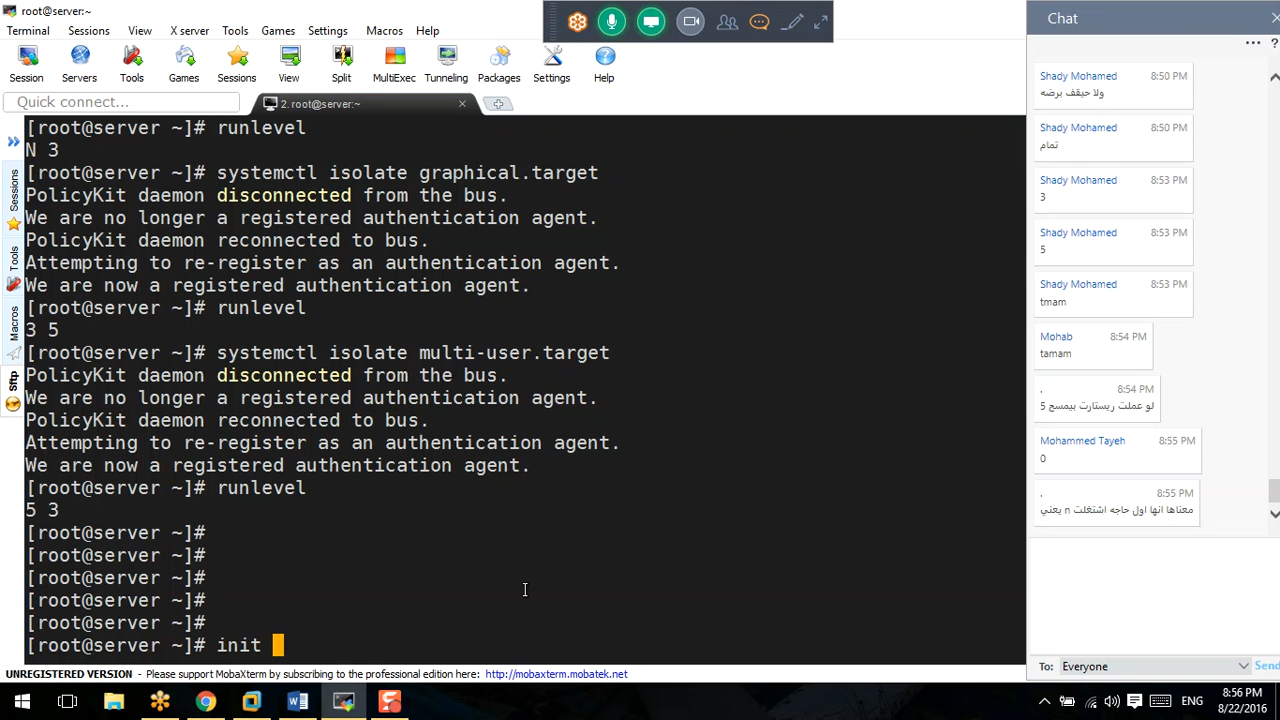 root@server:~
Terminal Sessions View X server Tools Games Settings Macros Help
Session Servers Tools Games Sessions View Split MultiExec Tunneling Packages Settings Help
Quick connect...
2. root@server:~
Sessions
Tools
Macros
Sftp
[root@server ~]# runlevel
N 3
[root@server ~]# systemctl isolate graphical.target
PolicyKit daemon disconnected from the bus.
We are no longer a registered authentication agent.
PolicyKit daemon reconnected to bus.
Attempting to re-register as an authentication agent.
We are now a registered authentication agent.
[root@server ~]# runlevel
3 5
[root@server ~]# systemctl isolate multi-user.target
PolicyKit daemon disconnected from the bus.
We are no longer a registered authentication agent.
PolicyKit daemon reconnected to bus.
Attempting to re-register as an authentication agent.
We are now a registered authentication agent.
[root@server ~]# runlevel
5 3
[root@server ~]#
[root@server ~]#
[root@server ~]#
[root@server ~]#
[root@server ~]#
[root@server ~]# init
UNREGISTERED VERSION - Please support MobaXterm by subscribing to the professional edition here: http://mobaxterm.mobatek.net
Chat
Shady Mohamed 8:50 PM
ولا حيقف برضه
Shady Mohamed 8:50 PM
تمام
Shady Mohamed 8:53 PM
3
Shady Mohamed 8:53 PM
5
Shady Mohamed 8:53 PM
tmam
Mohab 8:54 PM
tamam
, 8:54 PM
لو عملت ريستارت بيمسح 5
Mohammed Tayeh 8:55 PM
0
, 8:55 PM
معناها انها اول حاجه اشتغلت n يعني
To: Everyone Send
ENG
8:56 PM
8/22/2016